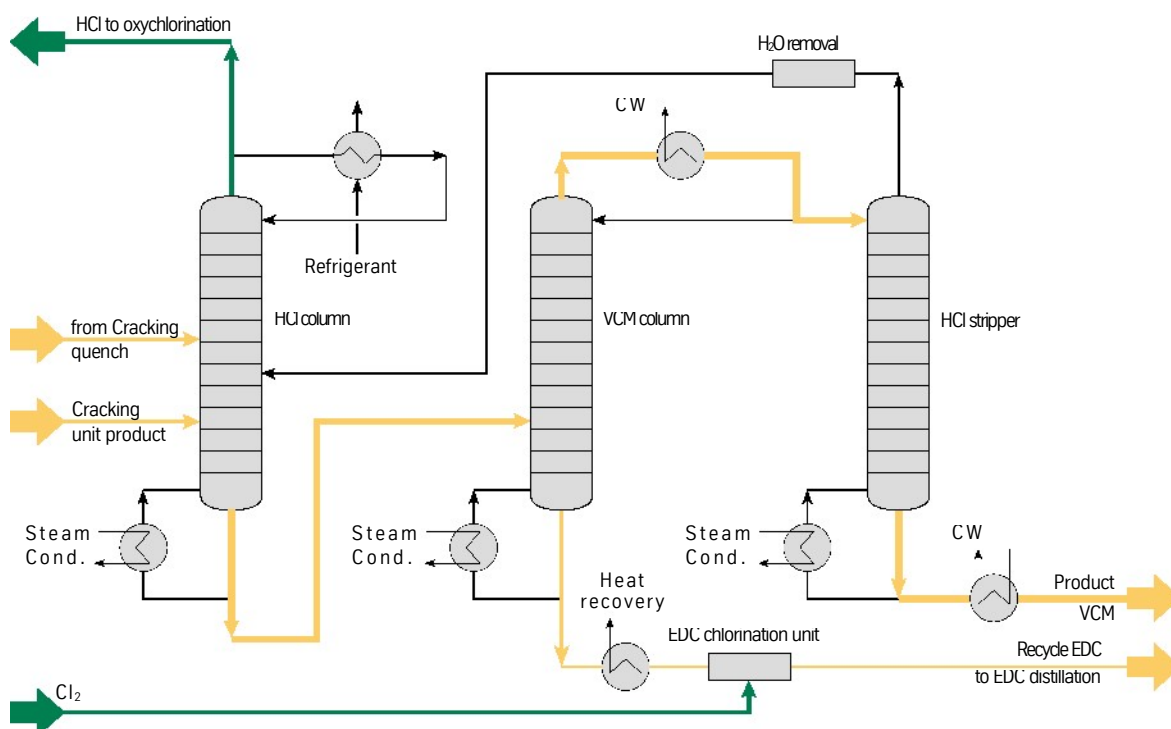 HCl to oxychlorination
H₂O removal
CW
Refrigerant
HCl column
VCM column
HCl stripper
from Cracking
quench
Cracking
unit product
Steam
Cond.
Steam
Cond.
Steam
Cond.
CW
Heat
recovery
Product
VCM
EDC chlorination unit
Recycle EDC
to EDC distillation
Cl₂